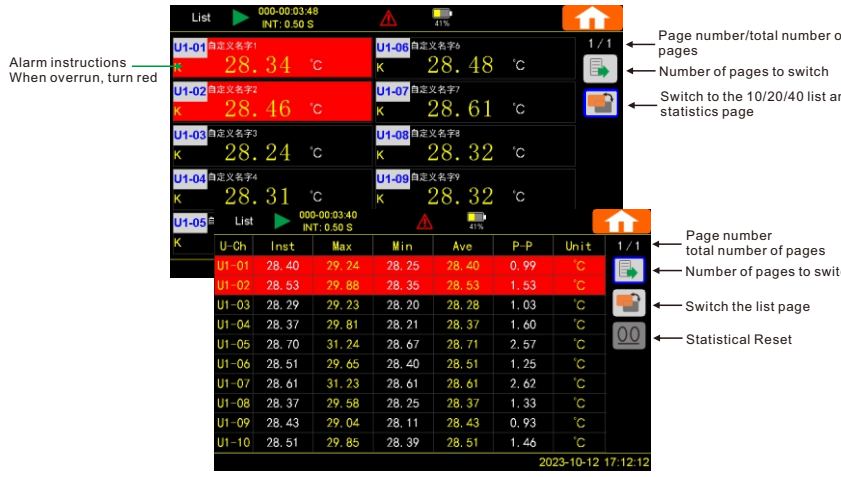 List
000-00:03:48
INT: 0.50 S
41%
Alarm instructions
When overrun, turn red
U1-01 自定义名字1
K 28.34 ℃
U1-02 自定义名字2
K 28.46 ℃
U1-03 自定义名字3
K 28.24 ℃
U1-04 自定义名字4
K 28.31 ℃
U1-05 自
K
U1-06 自定义名字6
K 28.48 ℃
U1-07 自定义名字7
K 28.61 ℃
U1-08 自定义名字8
K 28.32 ℃
U1-09 自定义名字9
K 28.32 ℃
1/1
Page number/total number o
pages
Number of pages to switch
Switch to the 10/20/40 list an
statistics page
List
000-00:03:40
INT: 0.50 S
41%
U-Ch Inst Max Min Ave P-P Unit
U1-01 28.40 29.24 28.25 28.40 0.99 ℃
U1-02 28.53 29.88 28.35 28.53 1.53 ℃
U1-03 28.29 29.23 28.20 28.28 1.03 ℃
U1-04 28.37 29.81 28.21 28.37 1.60 ℃
U1-05 28.70 31.24 28.67 28.71 2.57 ℃
U1-06 28.51 29.65 28.40 28.51 1.25 ℃
U1-07 28.61 31.23 28.61 28.61 2.62 ℃
U1-08 28.37 29.58 28.25 28.37 1.33 ℃
U1-09 28.43 29.04 28.11 28.43 0.93 ℃
U1-10 28.51 29.85 28.39 28.51 1.46 ℃
2023-10-12 17:12:12
1/1
00
Page number
total number of pages
Number of pages to swit
Switch the list page
Statistical Reset